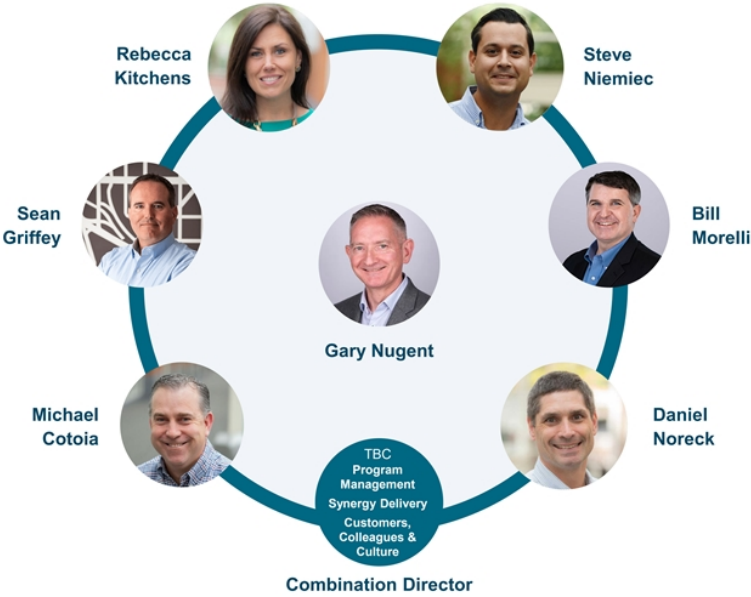 Rebecca
Kitchens
Steve
Niemiec
Sean
Griffey
Bill
Morelli
Gary Nugent
Michael
Cotoia
Daniel
Noreck
TBC
Program
Management
Synergy Delivery
Customers,
Colleagues &
Culture
Combination Director